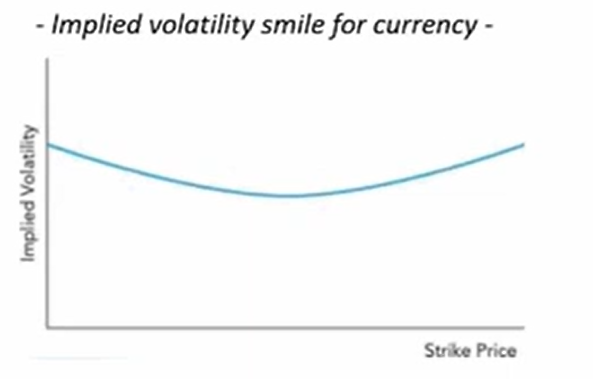 - Implied volatility smile for currency -
Implied Volatility
Strike Price